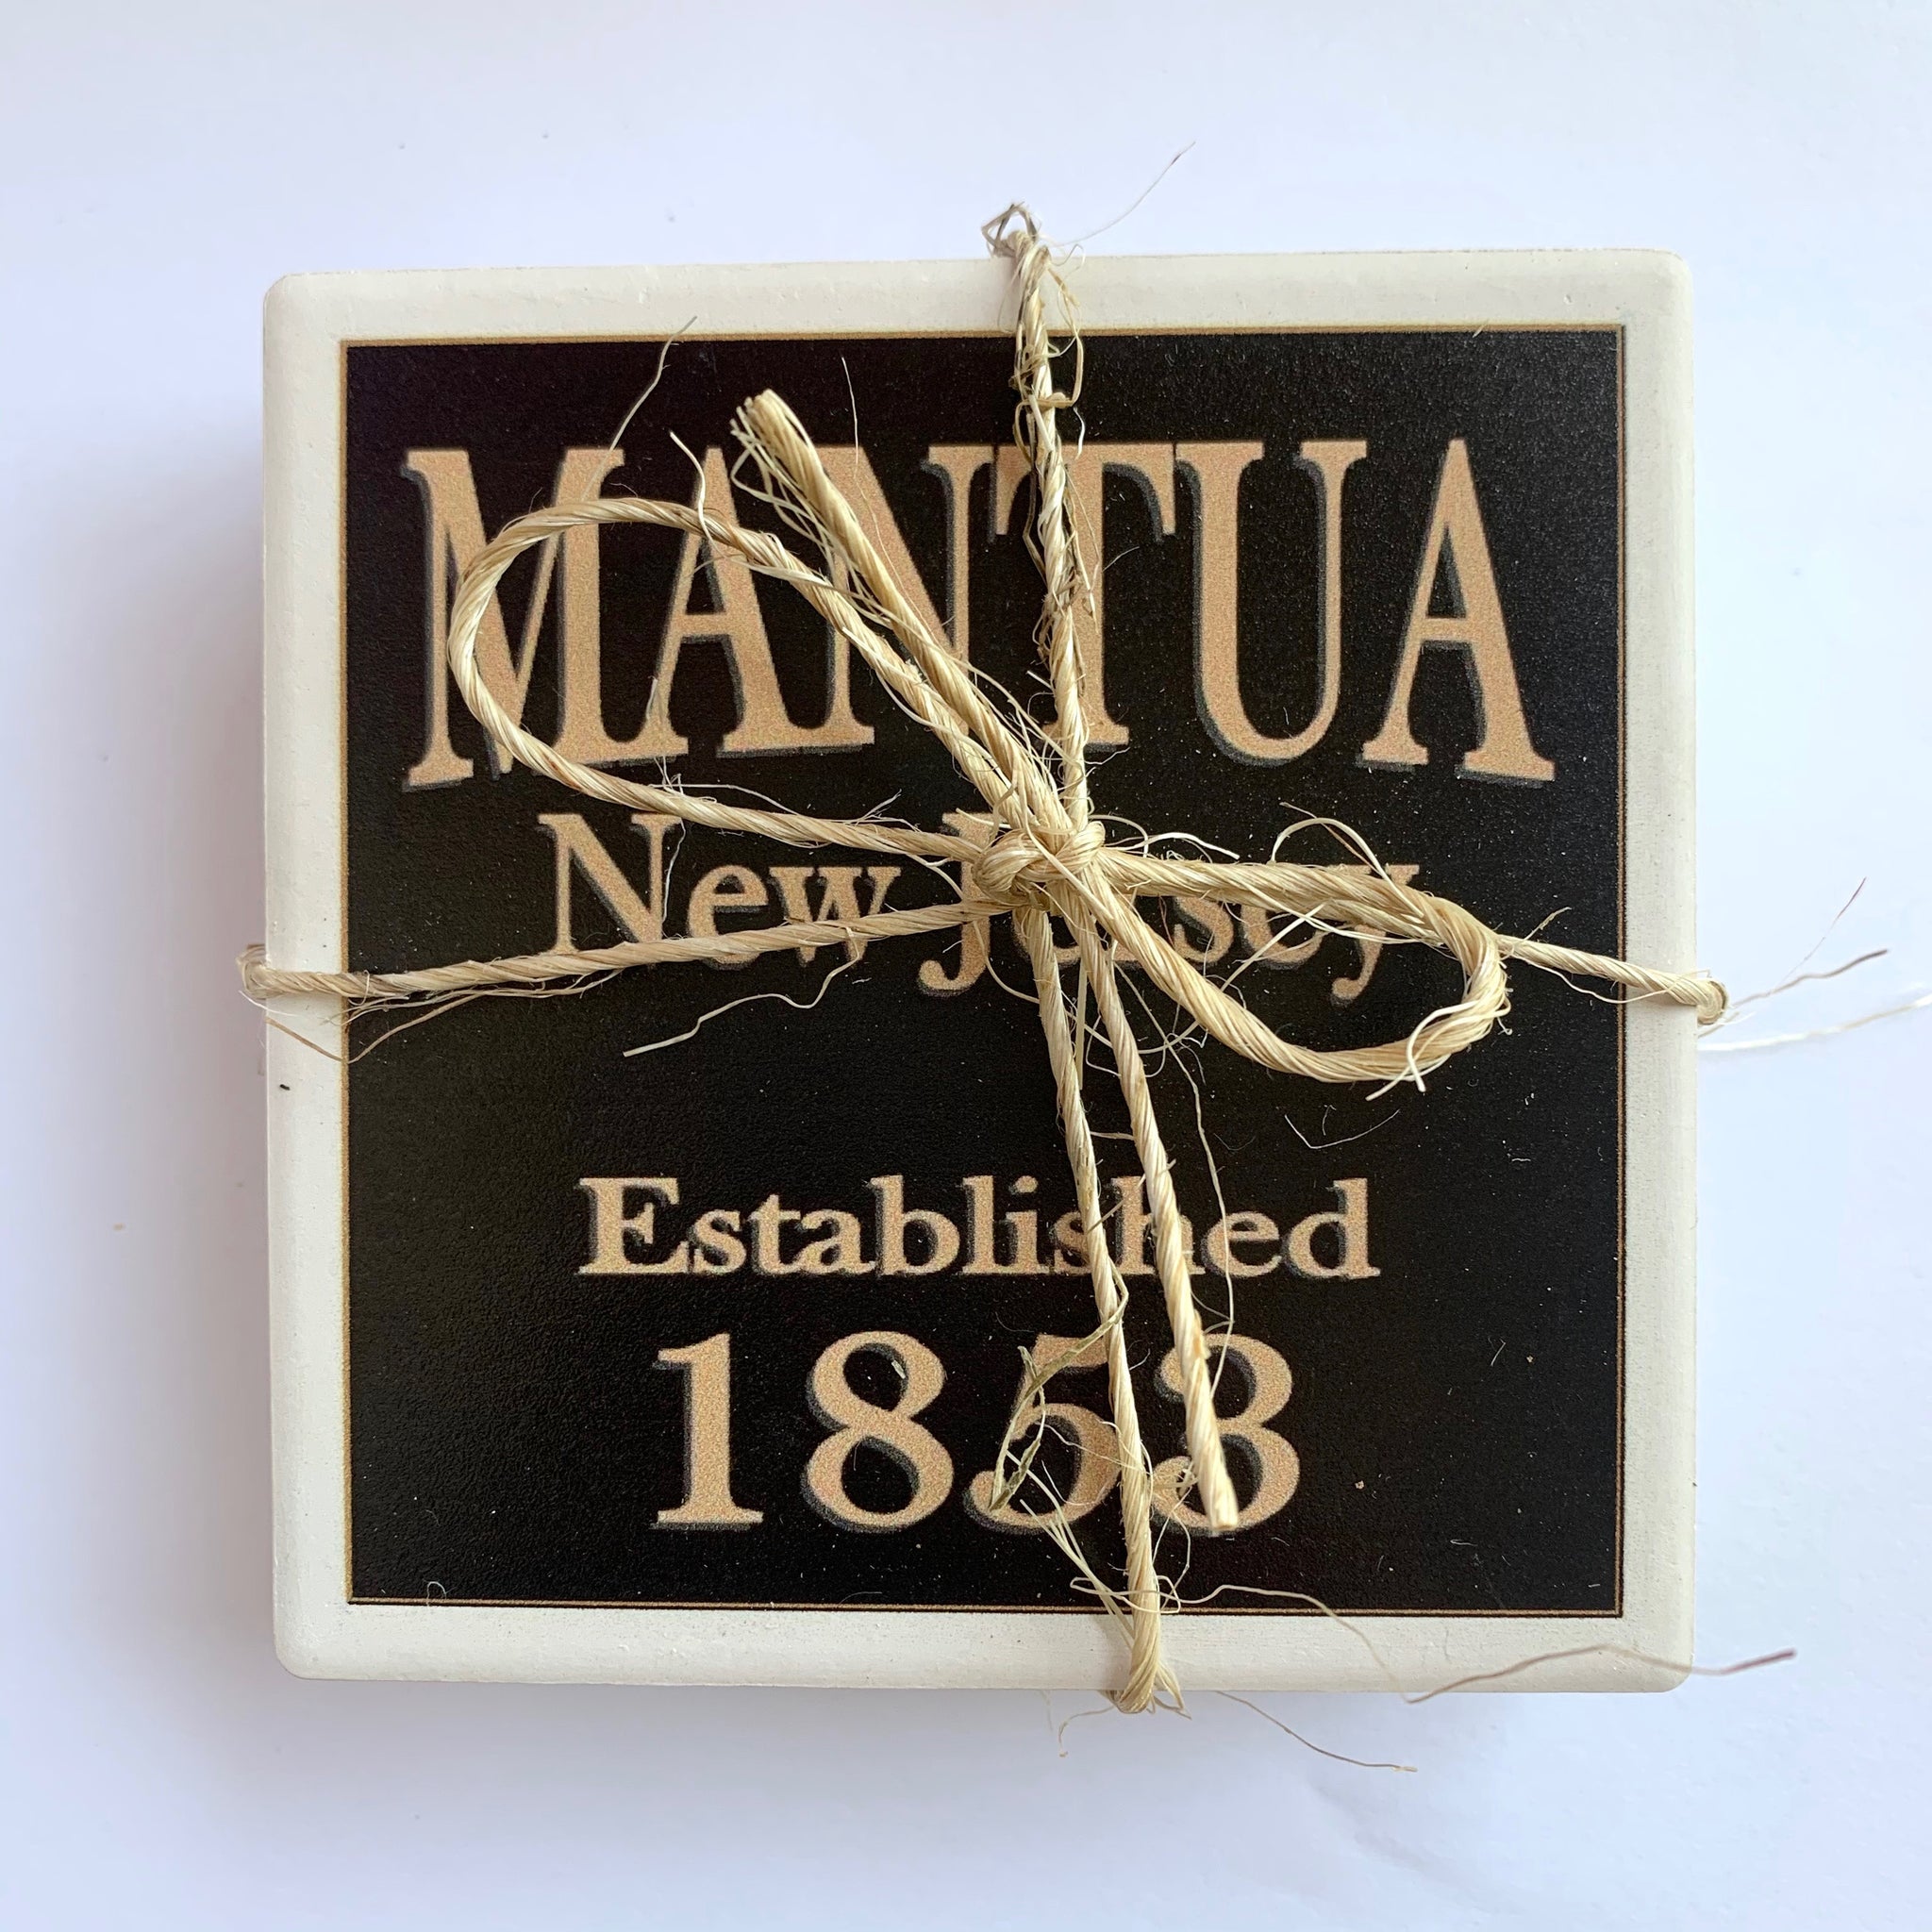 MANTUA
New Jersey
Established
1853